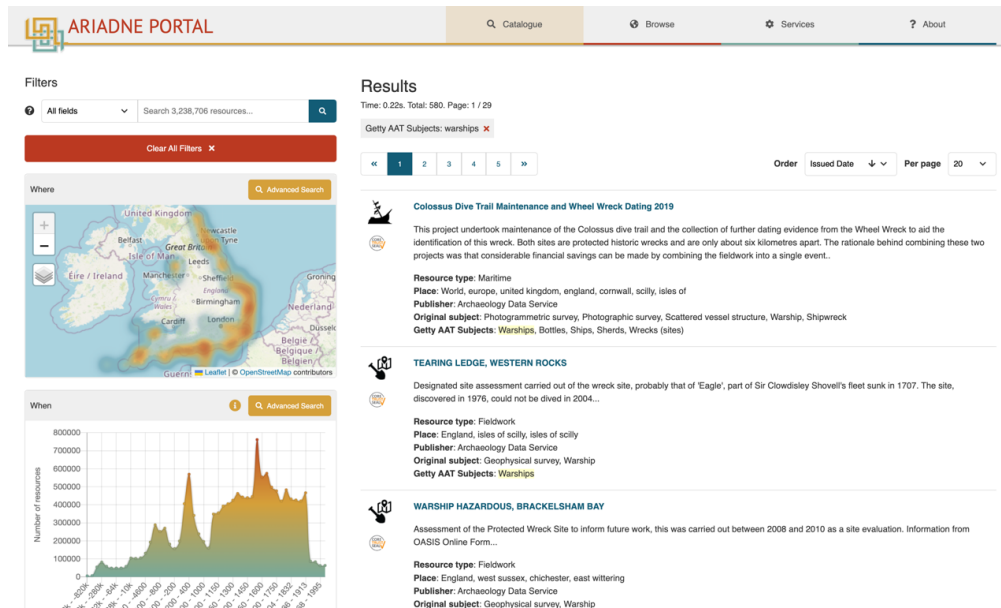 ARIADNE PORTAL
Catalogue
Browse
Services
? About
Filters
All fields
Search 3,238,706 resources...
Clear All Filters ×
Where
Advanced Search
United Kingdom
Newcastle
upon Tyne
Belfast
Great Britain
Isle of Man
Leeds
Éire / Ireland
Manchester
Sheffield
Groning
England
Cymru /
Wales
Birmingham
Nederland
Cardiff
London
Düssel
België /
Belgique /
Belgien
Guern
Leaflet | © OpenStreetMap contributors
When
Advanced Search
Number of resources
800000
700000
600000
500000
400000
300000
200000
100000
0
Results
Time: 0.22s. Total: 580. Page: 1 / 29
Getty AAT Subjects: warships ×
« 1 2 3 4 5 »
Order Issued Date Per page 20
Colossus Dive Trail Maintenance and Wheel Wreck Dating 2019
This project undertook maintenance of the Colossus dive trail and the collection of further dating evidence from the Wheel Wreck to aid the
identification of this wreck. Both sites are protected historic wrecks and are only about six kilometres apart. The rationale behind combining these two
projects was that considerable financial savings can be made by combining the fieldwork into a single event..
Resource type: Maritime
Place: World, europe, united kingdom, england, cornwall, scilly, isles of
Publisher: Archaeology Data Service
Original subject: Photogrammetric survey, Photographic survey, Scattered vessel structure, Warship, Shipwreck
Getty AAT Subjects: Warships, Bottles, Ships, Sherds, Wrecks (sites)
TEARING LEDGE, WESTERN ROCKS
Designated site assessment carried out of the wreck site, probably that of 'Eagle', part of Sir Clowdisley Shovell's fleet sunk in 1707. The site,
discovered in 1976, could not be dived in 2004...
Resource type: Fieldwork
Place: England, isles of scilly, isles of scilly
Publisher: Archaeology Data Service
Original subject: Geophysical survey, Warship
Getty AAT Subjects: Warships
WARSHIP HAZARDOUS, BRACKELSHAM BAY
Assessment of the Protected Wreck Site to inform future work, this was carried out between 2008 and 2010 as a site evaluation. Information from
OASIS Online Form...
Resource type: Fieldwork
Place: England, west sussex, chichester, east wittering
Publisher: Archaeology Data Service
Original subject: Geophysical survey, Warship